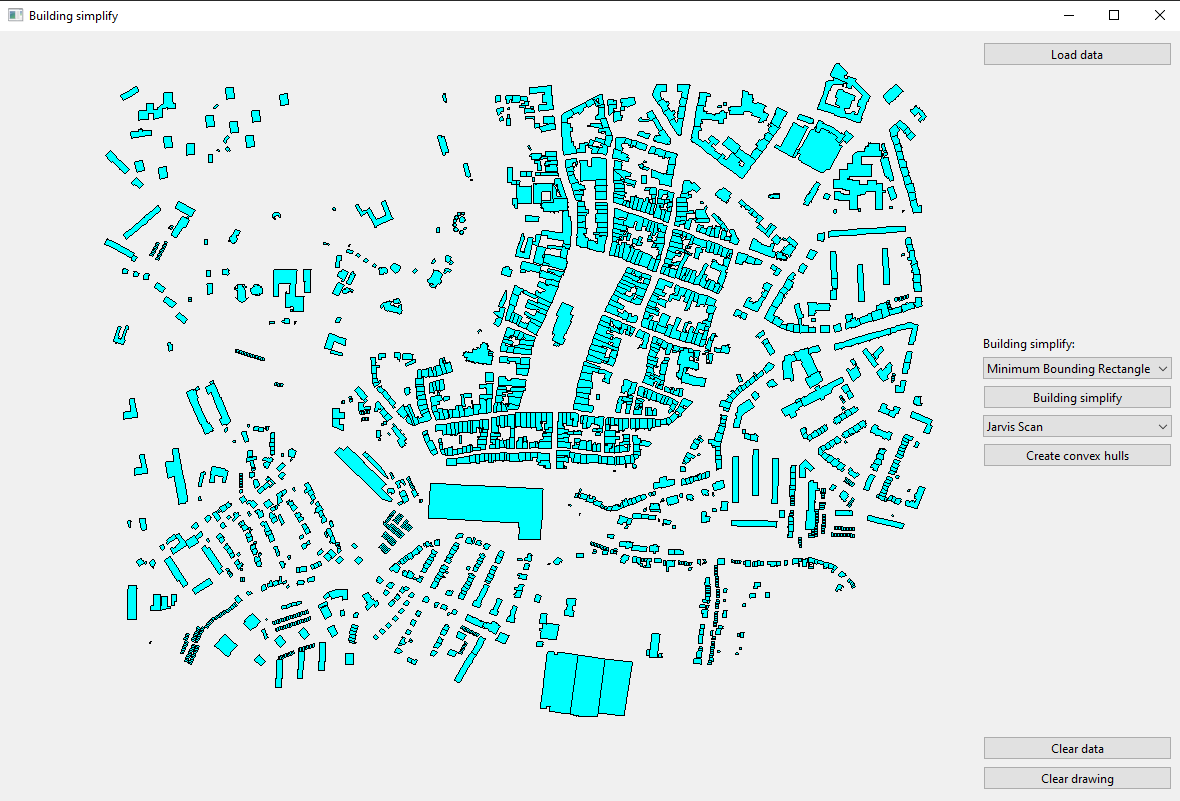 Building simplify
Load data
Building simplify:
Minimum Bounding Rectangle
Building simplify
Jarvis Scan
Create convex hulls
Clear data
Clear drawing